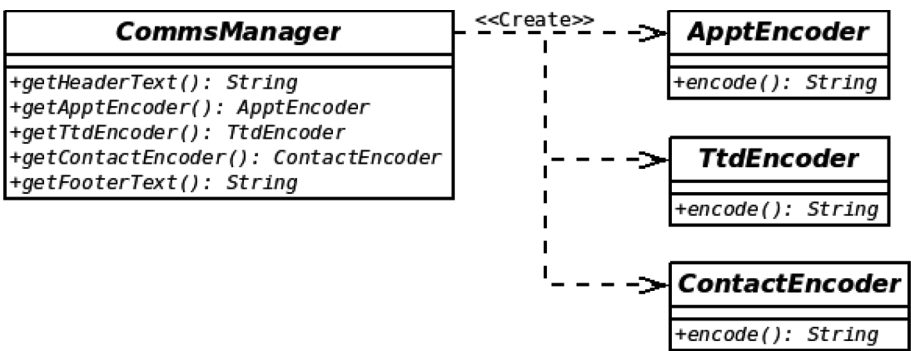 CommsManager
+getHeaderText(): String
+getApptEncoder(): ApptEncoder
+getTtdEncoder(): TtdEncoder
+getContactEncoder(): ContactEncoder
+getFooterText(): String
<<Create>>
ApptEncoder
+encode(): String
TtdEncoder
+encode(): String
ContactEncoder
+encode(): String